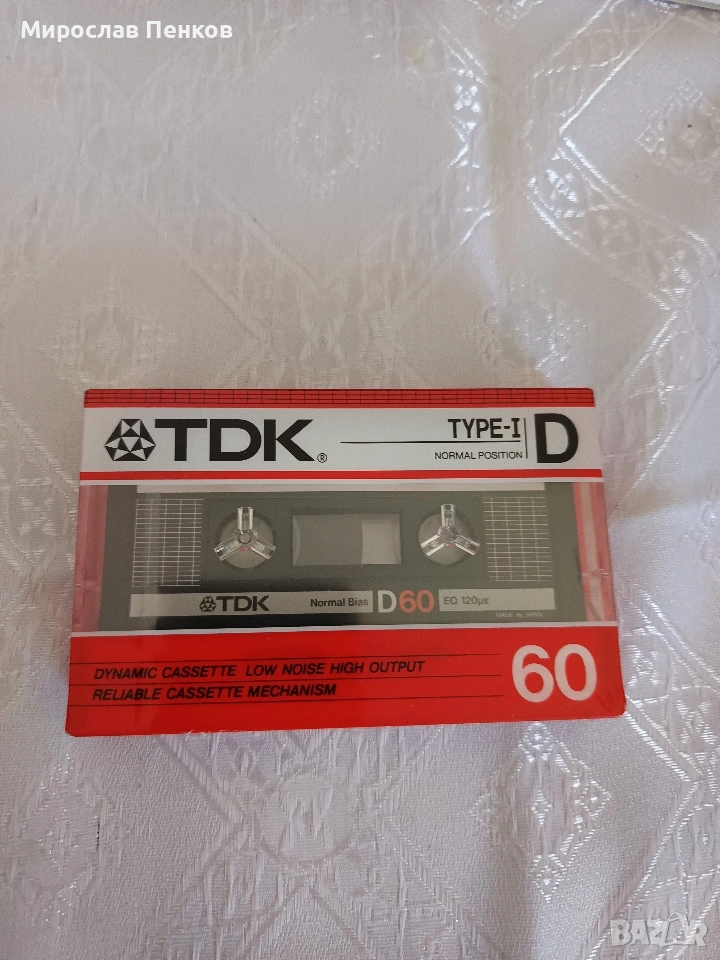 Мирослав Пенков
TDK®
TYPE-I
NORMAL POSITION
D
TDK Normal Bias D60 EQ 120µs
MADE IN JAPAN
DYNAMIC CASSETTE LOW NOISE HIGH OUTPUT
RELIABLE CASSETTE MECHANISM
60
BAZAR